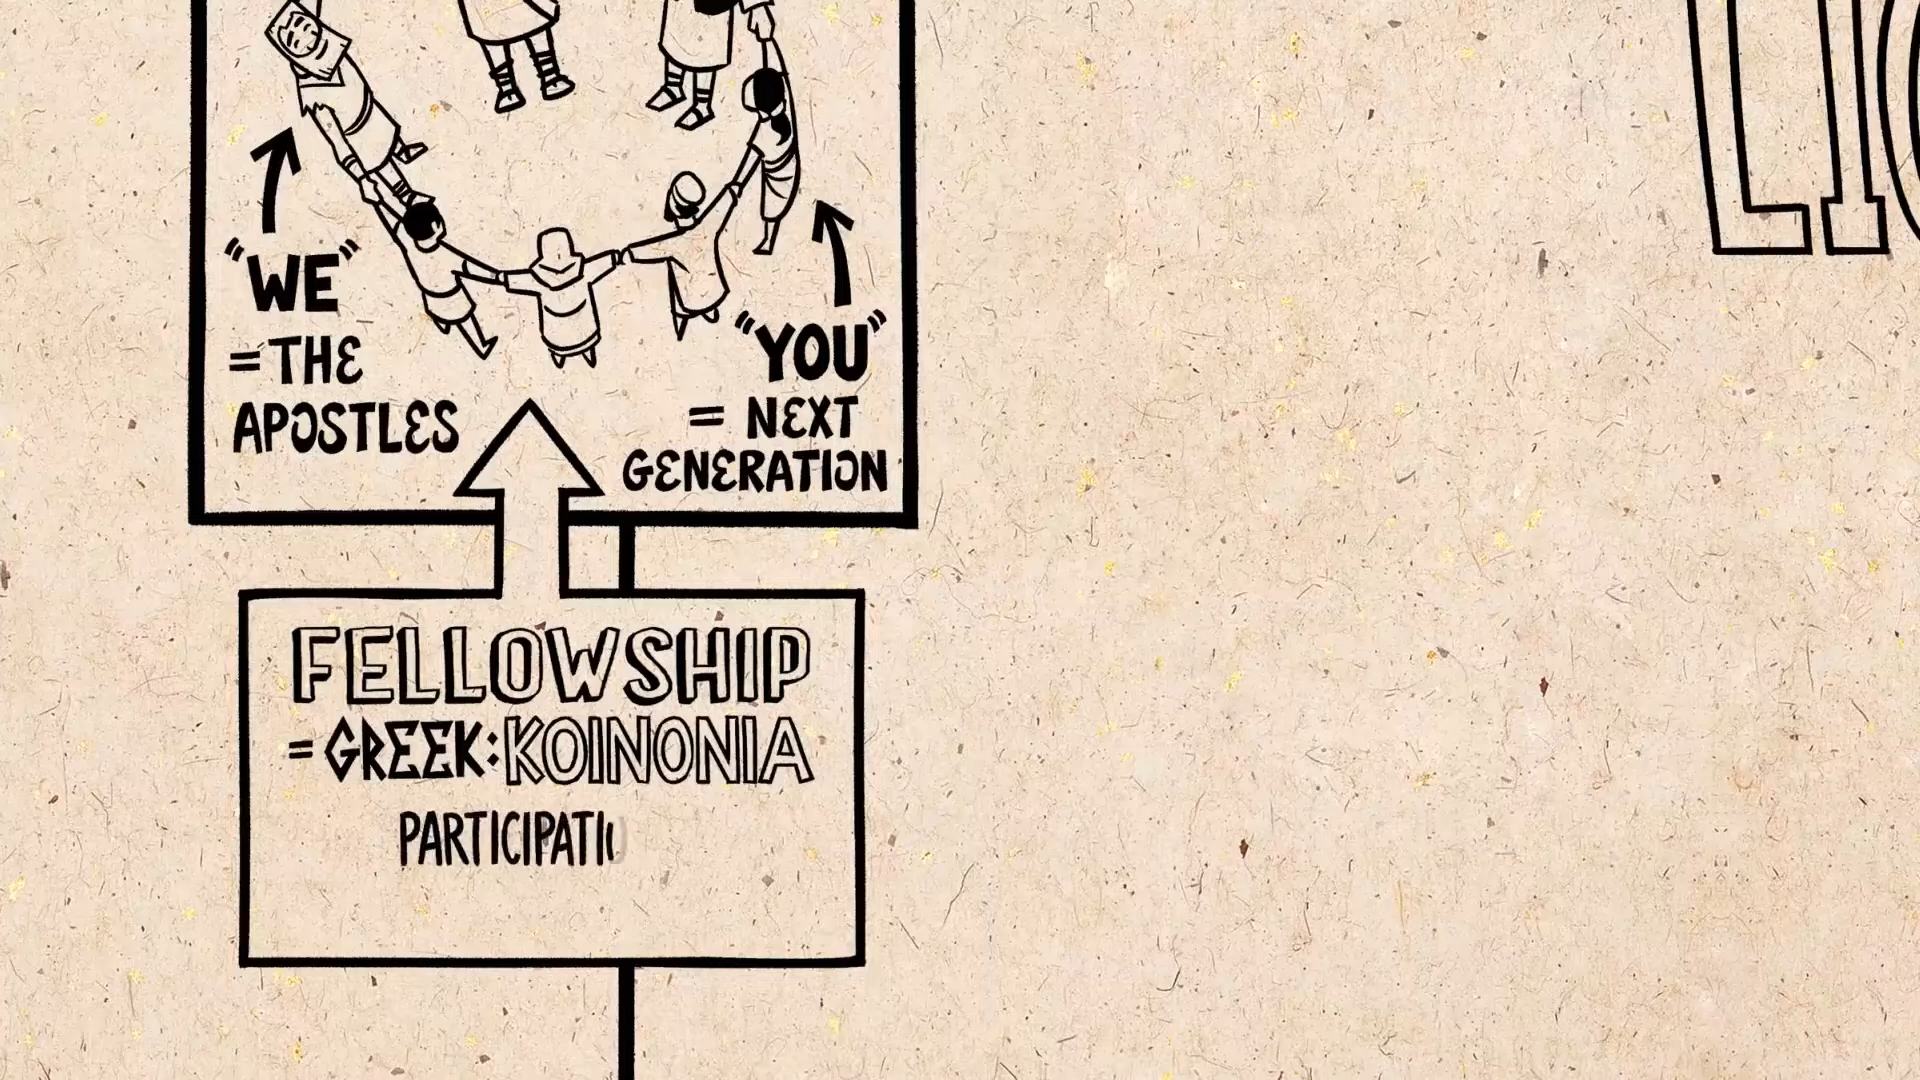 "WE"
= THE
APOSTLES
"YOU"
= NEXT
GENERATION
FELLOWSHIP
= GREEK: KOINONIA